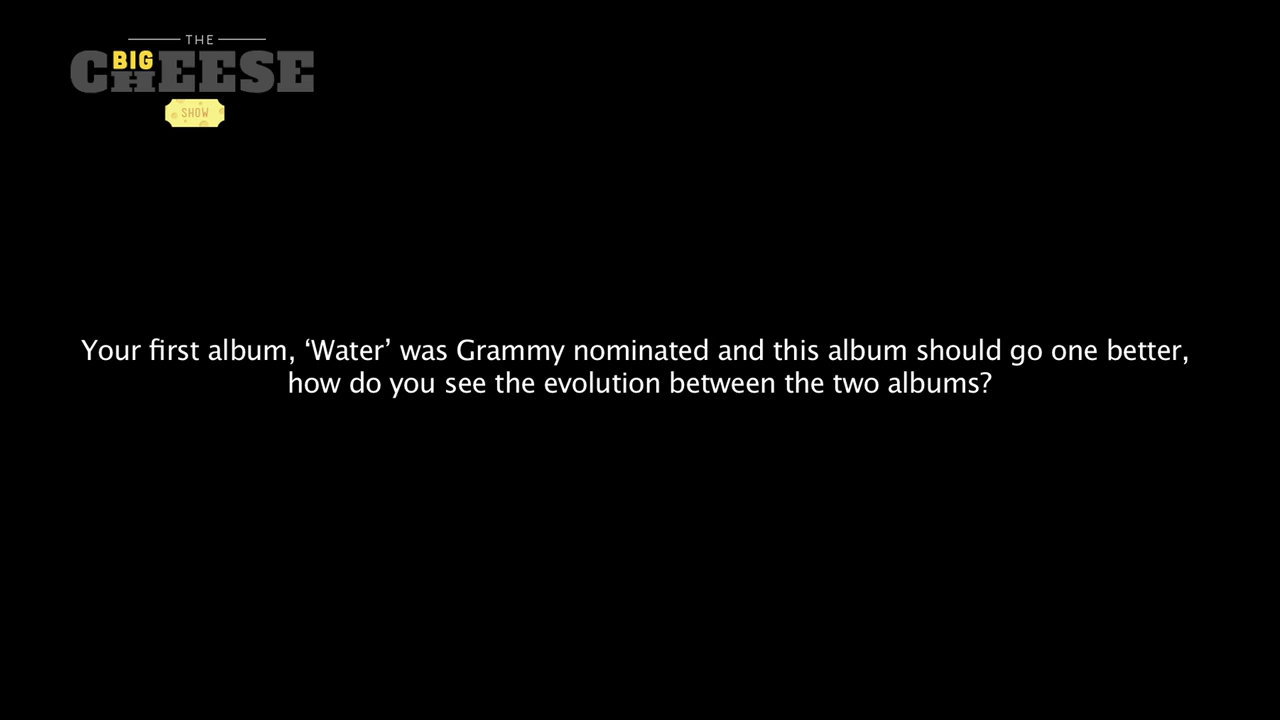 THE
BIG
CHEESE
SHOW
Your first album, ‘Water’ was Grammy nominated and this album should go one better,
how do you see the evolution between the two albums?